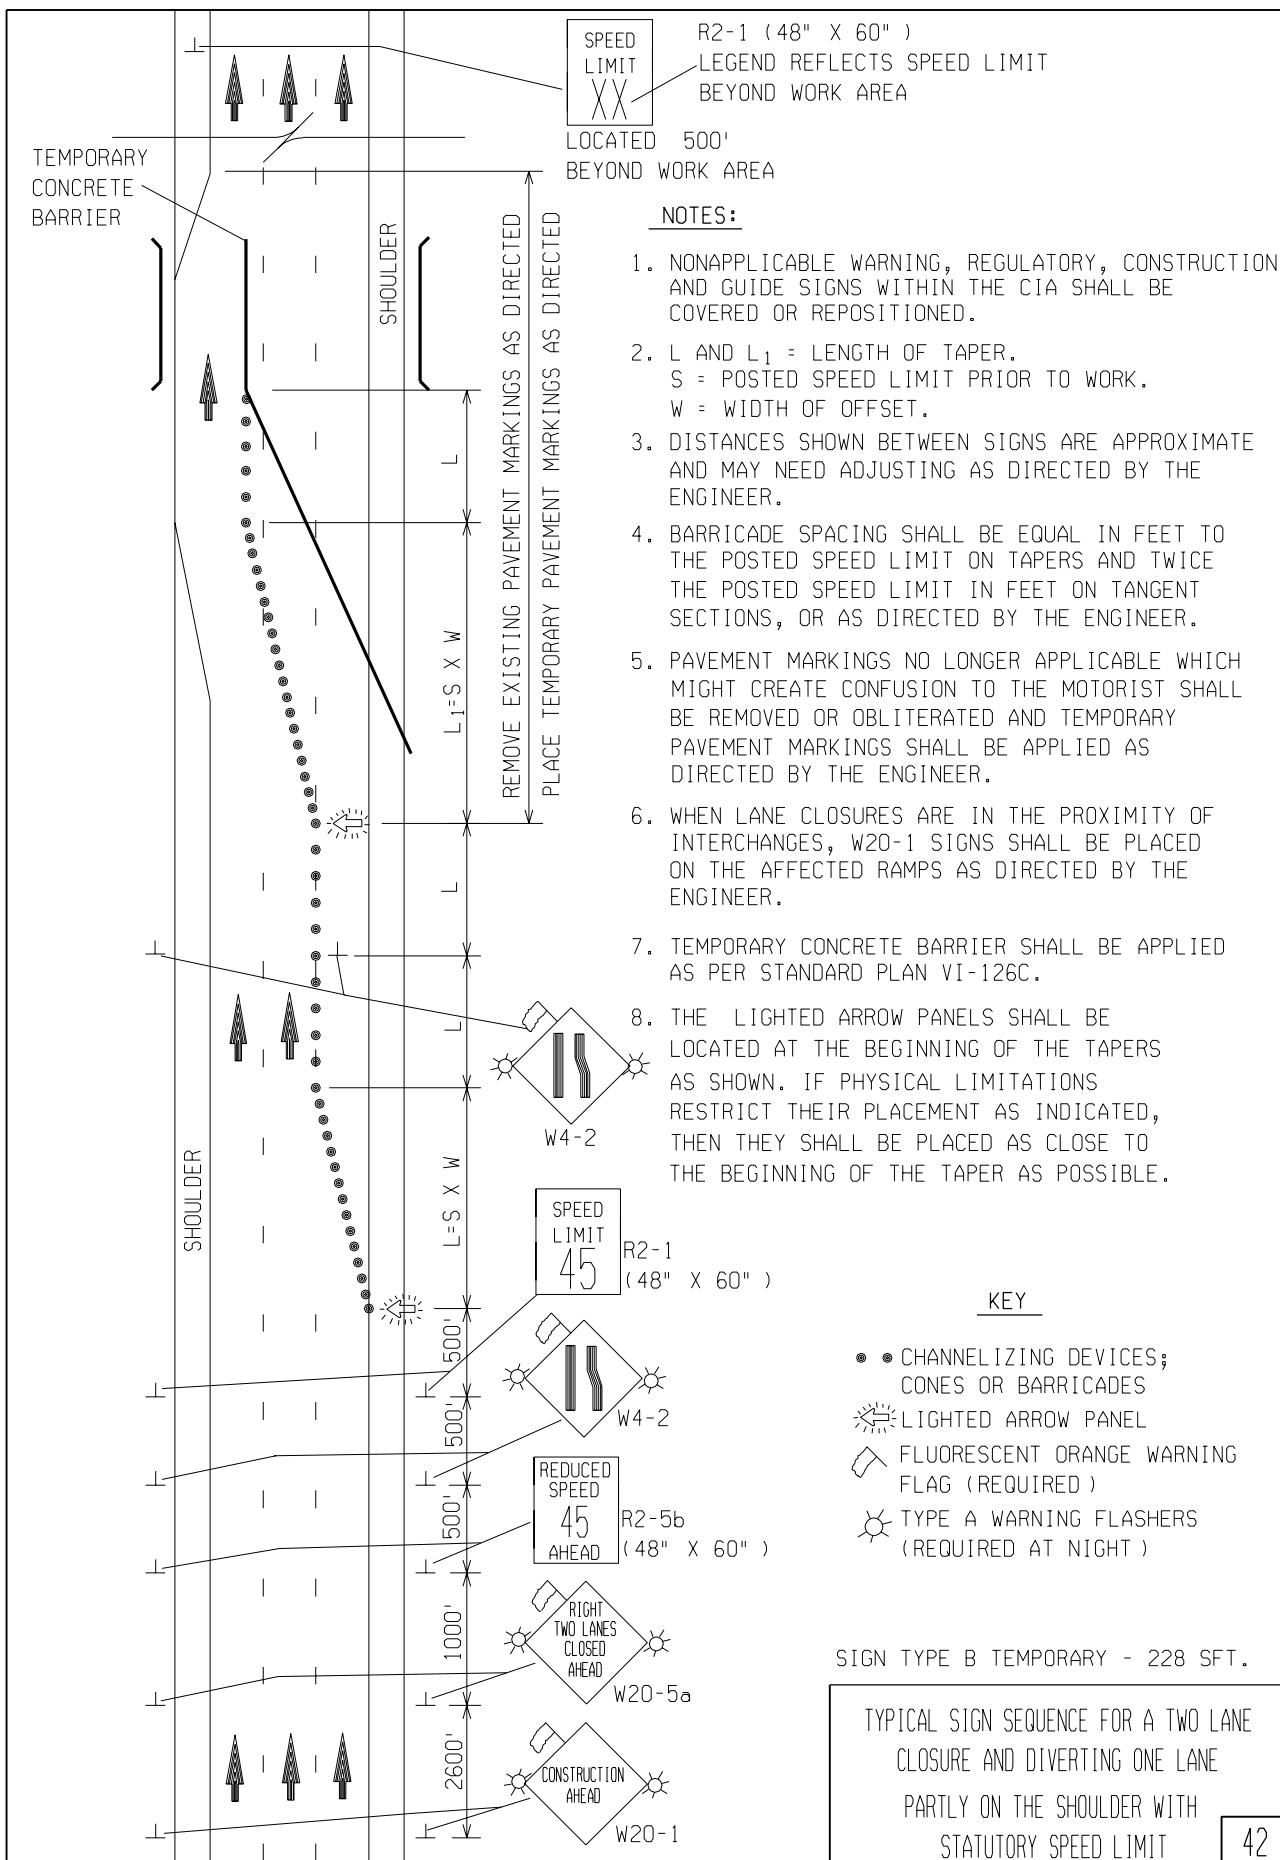 SPEED
LIMIT
XX
R2-1 (48" X 60" )
LEGEND REFLECTS SPEED LIMIT
BEYOND WORK AREA
LOCATED 500'
BEYOND WORK AREA
TEMPORARY
CONCRETE
BARRIER
SHOULDER
REMOVE EXISTING PAVEMENT MARKINGS AS DIRECTED
PLACE TEMPORARY PAVEMENT MARKINGS AS DIRECTED
NOTES:
1. NONAPPLICABLE WARNING, REGULATORY, CONSTRUCTION
AND GUIDE SIGNS WITHIN THE CIA SHALL BE
COVERED OR REPOSITIONED.
2. L AND L1 = LENGTH OF TAPER.
S = POSTED SPEED LIMIT PRIOR TO WORK.
W = WIDTH OF OFFSET.
3. DISTANCES SHOWN BETWEEN SIGNS ARE APPROXIMATE
AND MAY NEED ADJUSTING AS DIRECTED BY THE
ENGINEER.
4. BARRICADE SPACING SHALL BE EQUAL IN FEET TO
THE POSTED SPEED LIMIT ON TAPERS AND TWICE
THE POSTED SPEED LIMIT IN FEET ON TANGENT
SECTIONS, OR AS DIRECTED BY THE ENGINEER.
5. PAVEMENT MARKINGS NO LONGER APPLICABLE WHICH
MIGHT CREATE CONFUSION TO THE MOTORIST SHALL
BE REMOVED OR OBLITERATED AND TEMPORARY
PAVEMENT MARKINGS SHALL BE APPLIED AS
DIRECTED BY THE ENGINEER.
6. WHEN LANE CLOSURES ARE IN THE PROXIMITY OF
INTERCHANGES, W20-1 SIGNS SHALL BE PLACED
ON THE AFFECTED RAMPS AS DIRECTED BY THE
ENGINEER.
7. TEMPORARY CONCRETE BARRIER SHALL BE APPLIED
AS PER STANDARD PLAN VI-126C.
8. THE LIGHTED ARROW PANELS SHALL BE
LOCATED AT THE BEGINNING OF THE TAPERS
AS SHOWN. IF PHYSICAL LIMITATIONS
RESTRICT THEIR PLACEMENT AS INDICATED,
THEN THEY SHALL BE PLACED AS CLOSE TO
THE BEGINNING OF THE TAPER AS POSSIBLE.
L
L1=S X W
L
L
L=S X W
SHOULDER
W4-2
SPEED
LIMIT
45
R2-1
(48" X 60" )
500'
W4-2
500'
REDUCED
SPEED
45
AHEAD
R2-5b
(48" X 60" )
500'
RIGHT
TWO LANES
CLOSED
AHEAD
W20-5a
1000'
CONSTRUCTION
AHEAD
W20-1
2600'
KEY
CHANNELIZING DEVICES;
CONES OR BARRICADES
LIGHTED ARROW PANEL
FLUORESCENT ORANGE WARNING
FLAG (REQUIRED )
TYPE A WARNING FLASHERS
(REQUIRED AT NIGHT )
SIGN TYPE B TEMPORARY - 228 SFT.
TYPICAL SIGN SEQUENCE FOR A TWO LANE
CLOSURE AND DIVERTING ONE LANE
PARTLY ON THE SHOULDER WITH
STATUTORY SPEED LIMIT
42